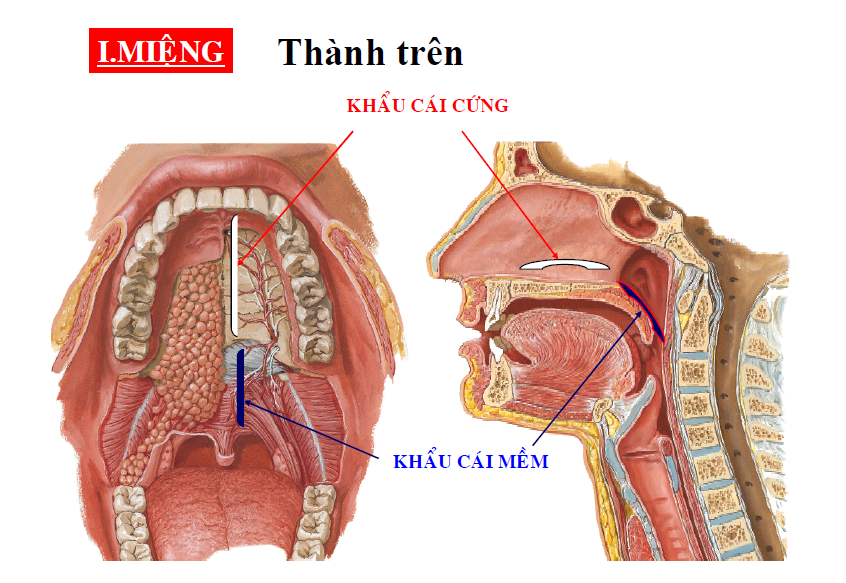 I.MIỆNG
Thành trên
KHẨU CÁI CỨNG
KHẨU CÁI MỀM